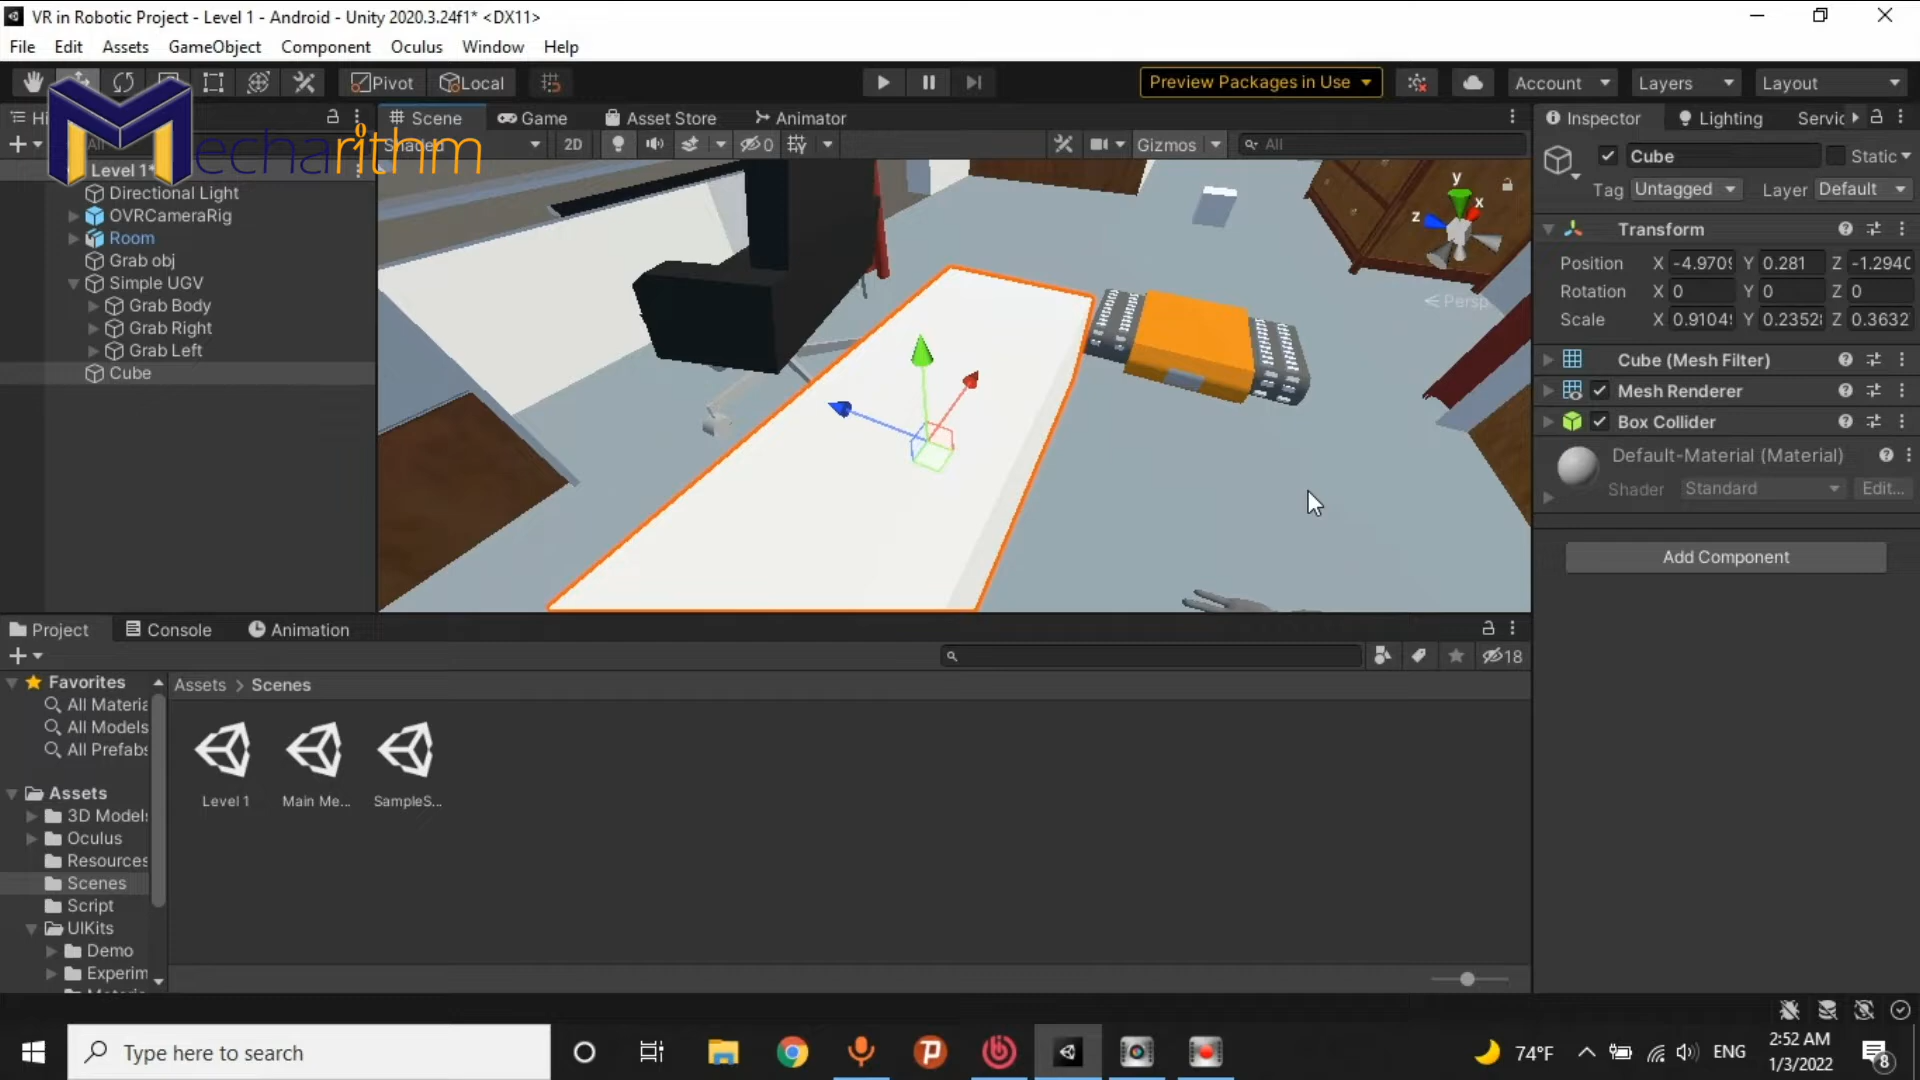 VR in Robotic Project - Level 1 - Android - Unity 2020.3.24f1* <DX11>
File Edit Assets GameObject Component Oculus Window Help
Pivot Local Preview Packages in Use Account Layers Layout
Scene Game Asset Store Animator Inspector Lighting
Mecharithm
2D 0 Gizmos All
Cube Static
Tag Untagged Layer Default
Level 1*
Directional Light
OVRCameraRig
Room
Grab obj
Simple UGV
Grab Body
Grab Right
Grab Left
Cube
y
x
z
Persp
Transform
Position X -4.970 Y 0.281 Z -1.294
Rotation X 0 Y 0 Z 0
Scale X 0.9104 Y 0.2352 Z 0.3632
Cube (Mesh Filter)
Mesh Renderer
Box Collider
Default-Material (Material)
Shader Standard Edit...
Add Component
Project Console Animation
18
Favorites
All Materia
All Models
All Prefabs
Assets
3D Models
Oculus
Resources
Scenes
Script
UIKits
Demo
Experim
Assets > Scenes
Level 1 Main Me... SampleS...
Type here to search
74°F ENG
2:52 AM
1/3/2022
8